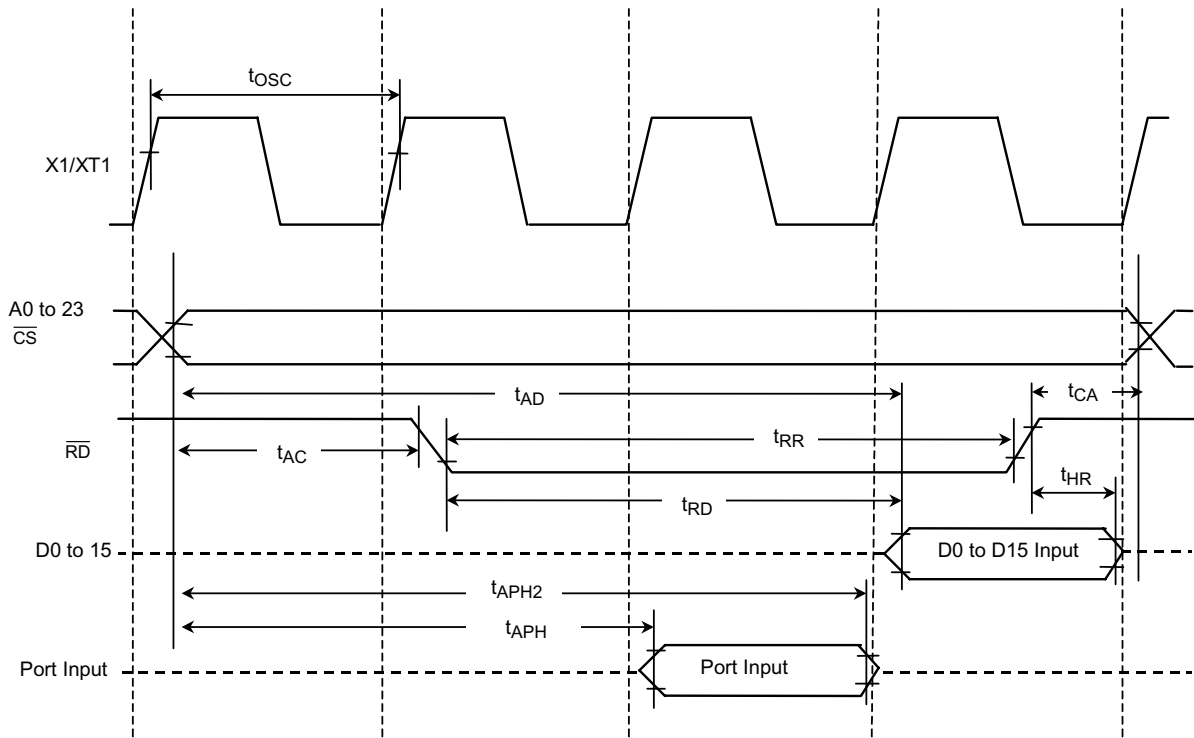 tOSC
X1/XT1
A0 to 23
CS
tAD
tCA
RD
tAC
tRR
tHR
tRD
D0 to 15
D0 to D15 Input
tAPH2
tAPH
Port Input
Port Input